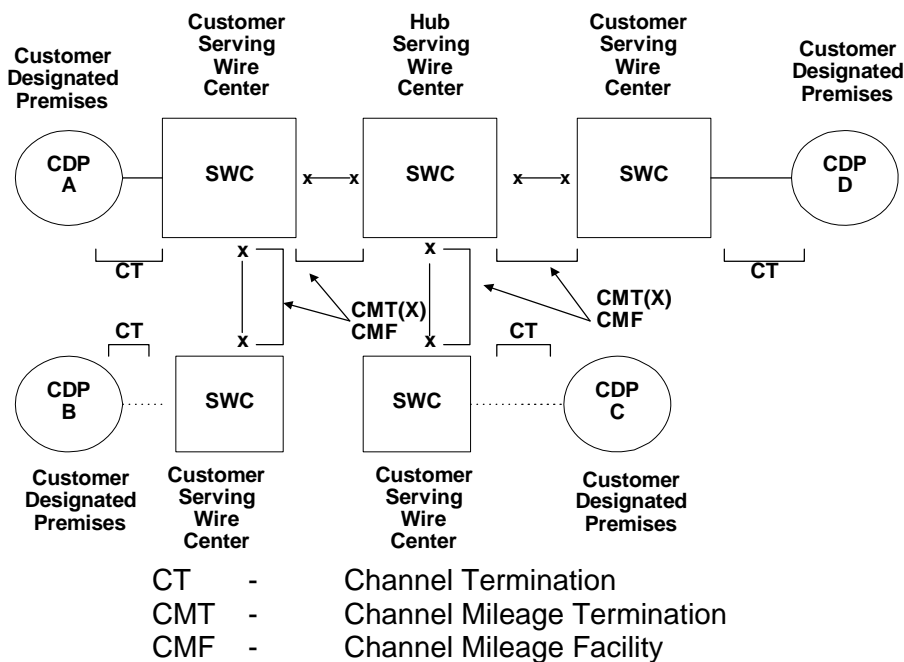 Customer
Designated
Premises
Customer
Serving
Wire
Center
Hub
Serving
Wire
Center
Customer
Serving
Wire
Center
Customer
Designated
Premises
CDP
A
SWC
x x
SWC
x x
SWC
CDP
D
CT
x
x
CMT(X)
CMF
x
x
CT
CMT(X)
CMF
CT
CDP
B
SWC
SWC
CT
CDP
C
Customer
Designated
Premises
Customer
Serving
Wire
Center
Customer
Serving
Wire
Center
Customer
Designated
Premises
CT - Channel Termination
CMT - Channel Mileage Termination
CMF - Channel Mileage Facility